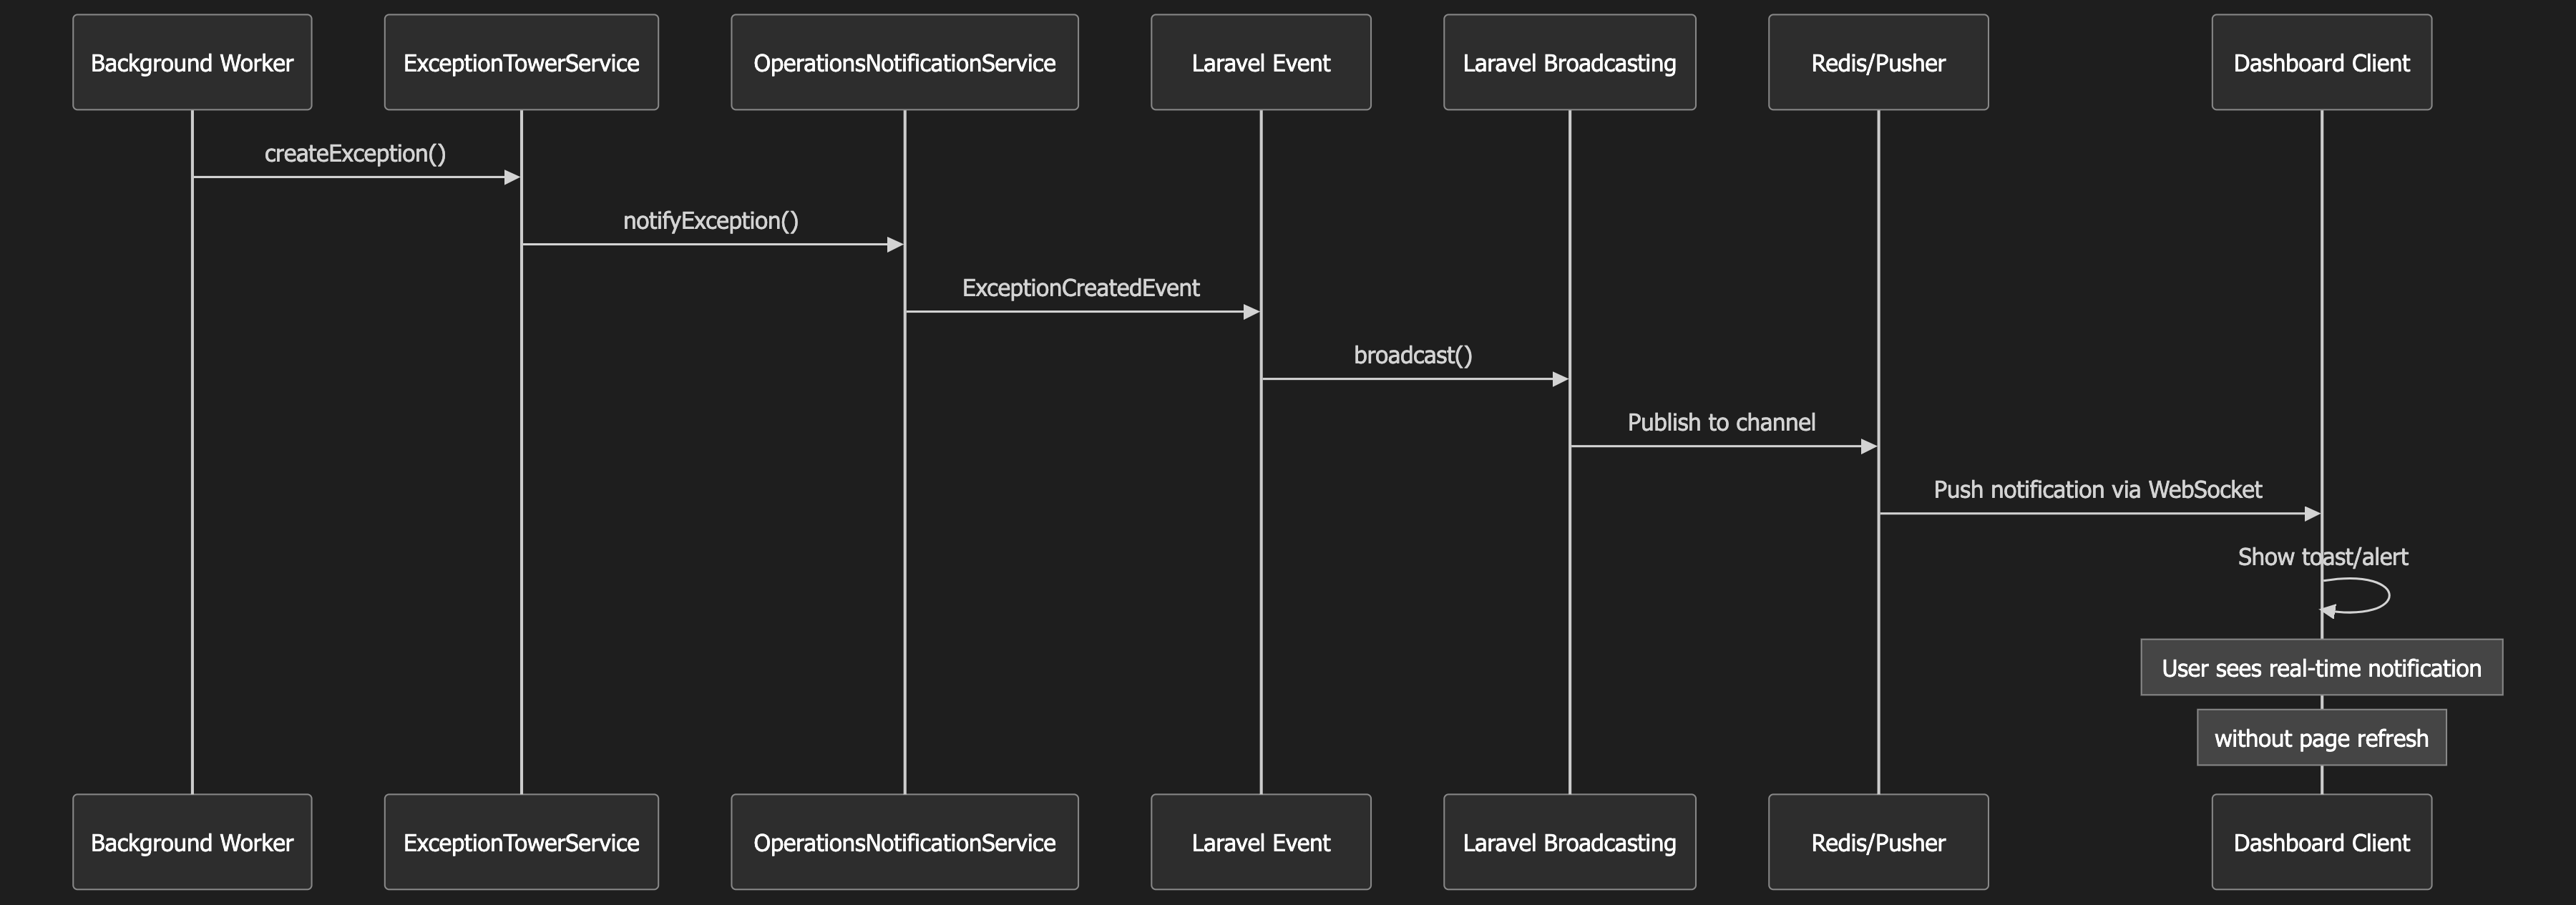 Background Worker
ExceptionTowerService
OperationsNotificationService
Laravel Event
Laravel Broadcasting
Redis/Pusher
Dashboard Client
createException()
notifyException()
ExceptionCreatedEvent
broadcast()
Publish to channel
Push notification via WebSocket
Show toast/alert
User sees real-time notification
without page refresh
Background Worker
ExceptionTowerService
OperationsNotificationService
Laravel Event
Laravel Broadcasting
Redis/Pusher
Dashboard Client